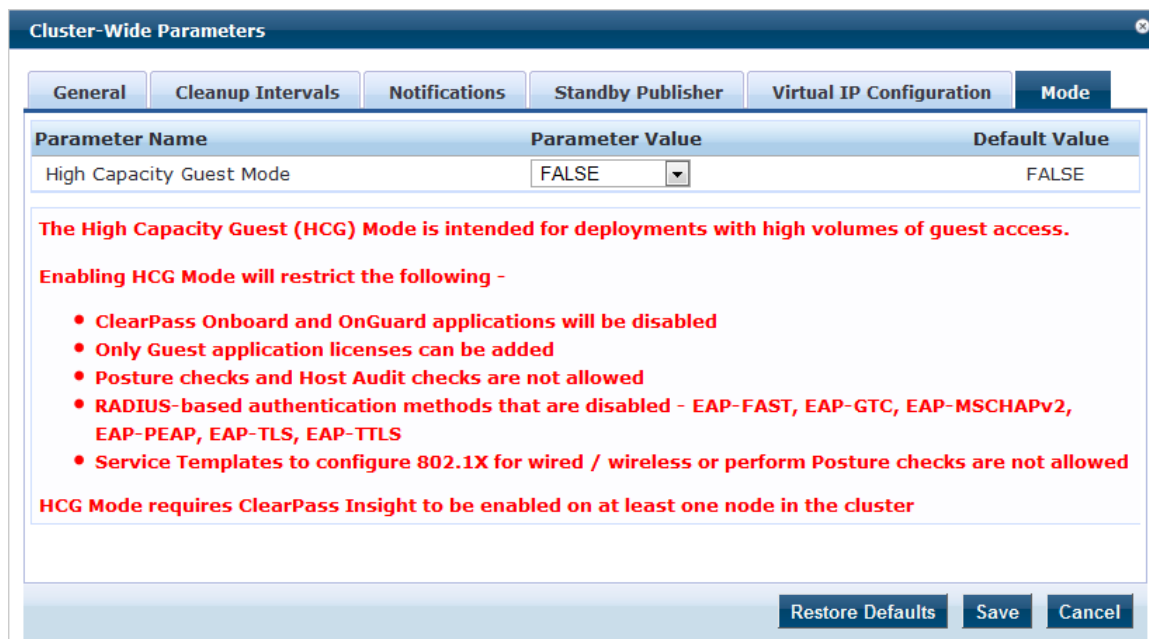 Cluster-Wide Parameters
General Cleanup Intervals Notifications Standby Publisher Virtual IP Configuration Mode
Parameter Name Parameter Value Default Value
High Capacity Guest Mode FALSE FALSE
The High Capacity Guest (HCG) Mode is intended for deployments with high volumes of guest access.
Enabling HCG Mode will restrict the following -
• ClearPass Onboard and OnGuard applications will be disabled
• Only Guest application licenses can be added
• Posture checks and Host Audit checks are not allowed
• RADIUS-based authentication methods that are disabled - EAP-FAST, EAP-GTC, EAP-MSCHAPv2,
EAP-PEAP, EAP-TLS, EAP-TTLS
• Service Templates to configure 802.1X for wired / wireless or perform Posture checks are not allowed
HCG Mode requires ClearPass Insight to be enabled on at least one node in the cluster
Restore Defaults Save Cancel